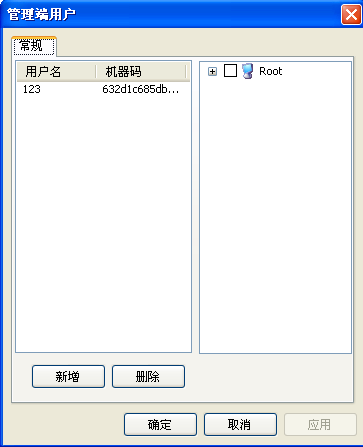 管理端用户
常规
用户名 机器码
123 632d1c685db...
Root
新增 删除
确定 取消 应用